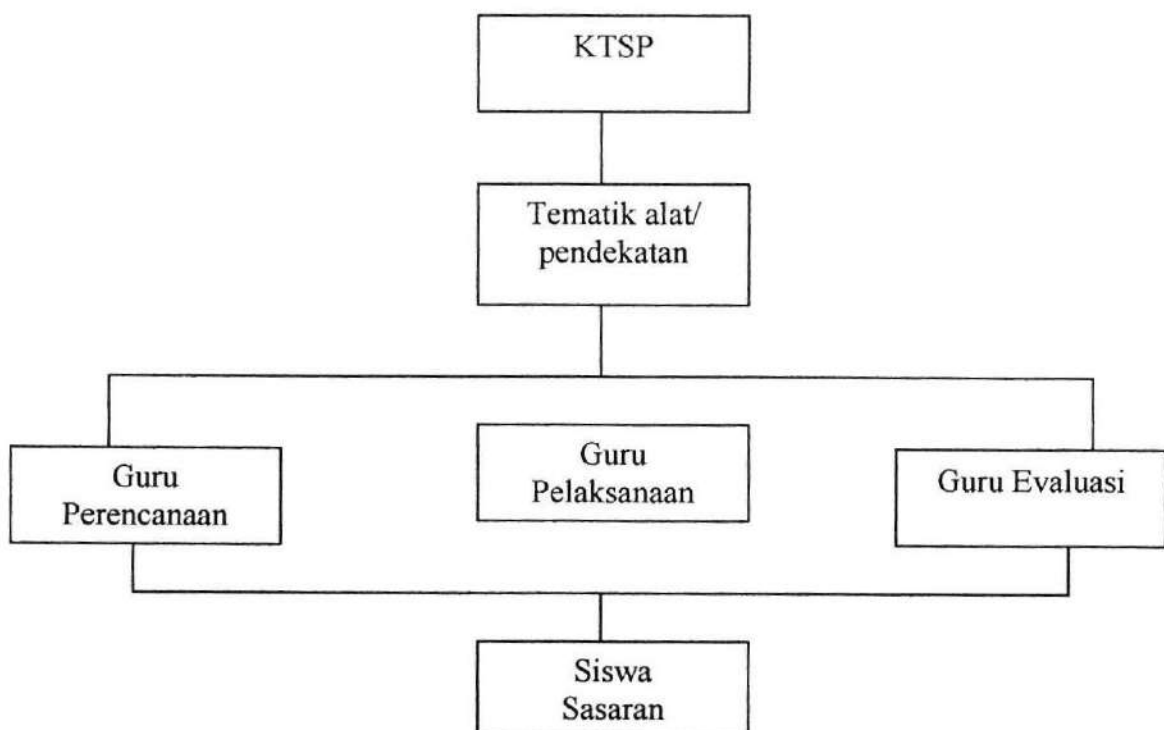 KTSP
Tematik alat/
pendekatan
Guru
Perencanaan
Guru
Pelaksanaan
Guru Evaluasi
Siswa
Sasaran